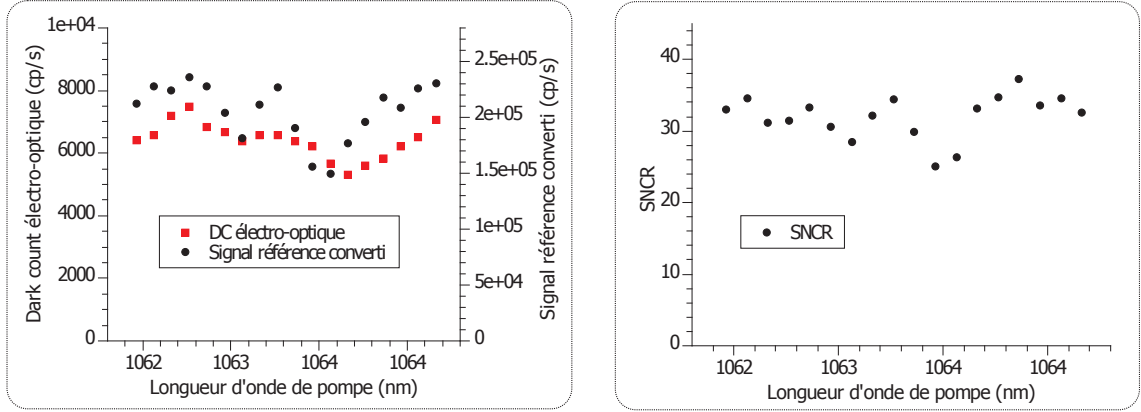 1e+04
8000
6000
4000
2000
0
Dark count électro-optique (cp/s)
2.5e+05
2e+05
1.5e+05
1e+05
5e+04
0
Signal référence converti (cp/s)
DC électro-optique
Signal référence converti
1062
1063
1064
1064
Longueur d'onde de pompe (nm)
40
30
20
10
0
SNCR
SNCR
1062
1063
1064
1064
Longueur d'onde de pompe (nm)